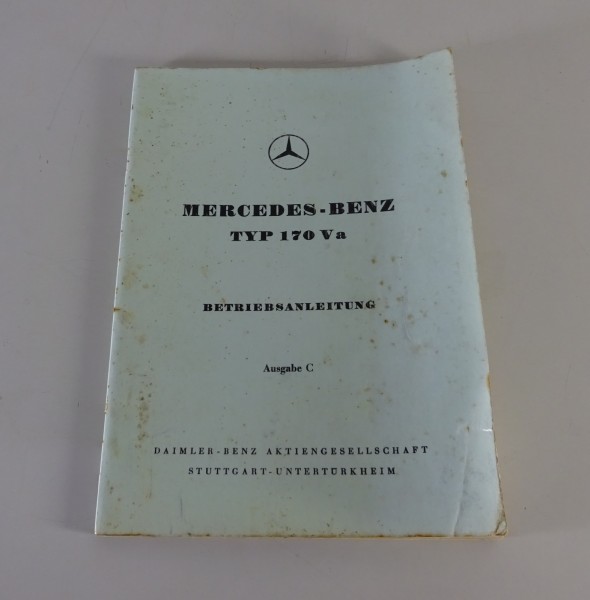 MERCEDES-BENZ
TYP 170 Va
BETRIEBSANLEITUNG
Ausgabe C
DAIMLER-BENZ AKTIENGESELLSCHAFT
STUTTGART-UNTERTÜRKHEIM